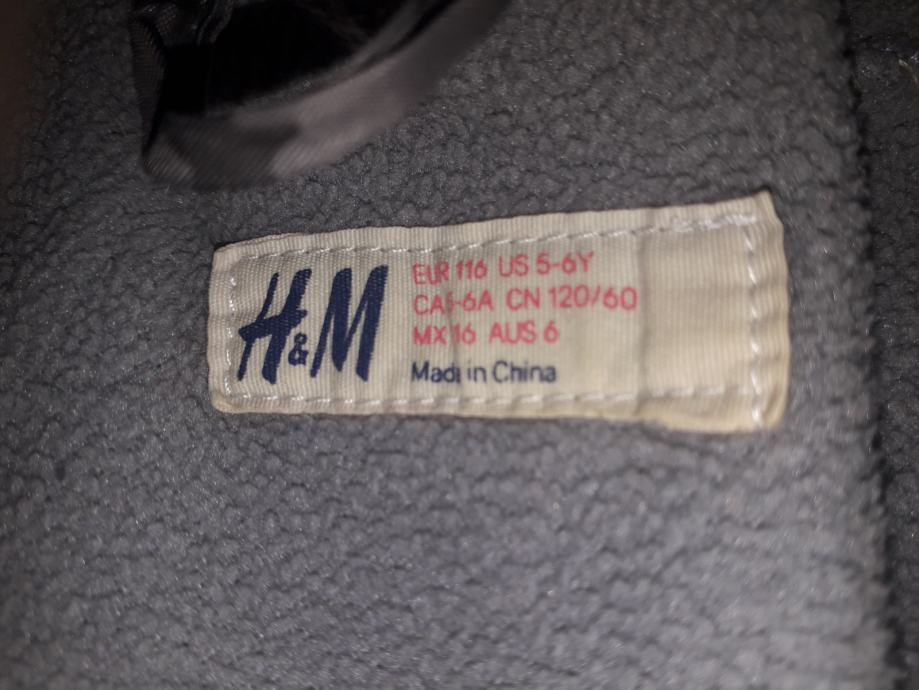 H&M
EUR 116 US 5-6Y
CA5-6A CN 120/60
MX 16 AUS 6
Made in China